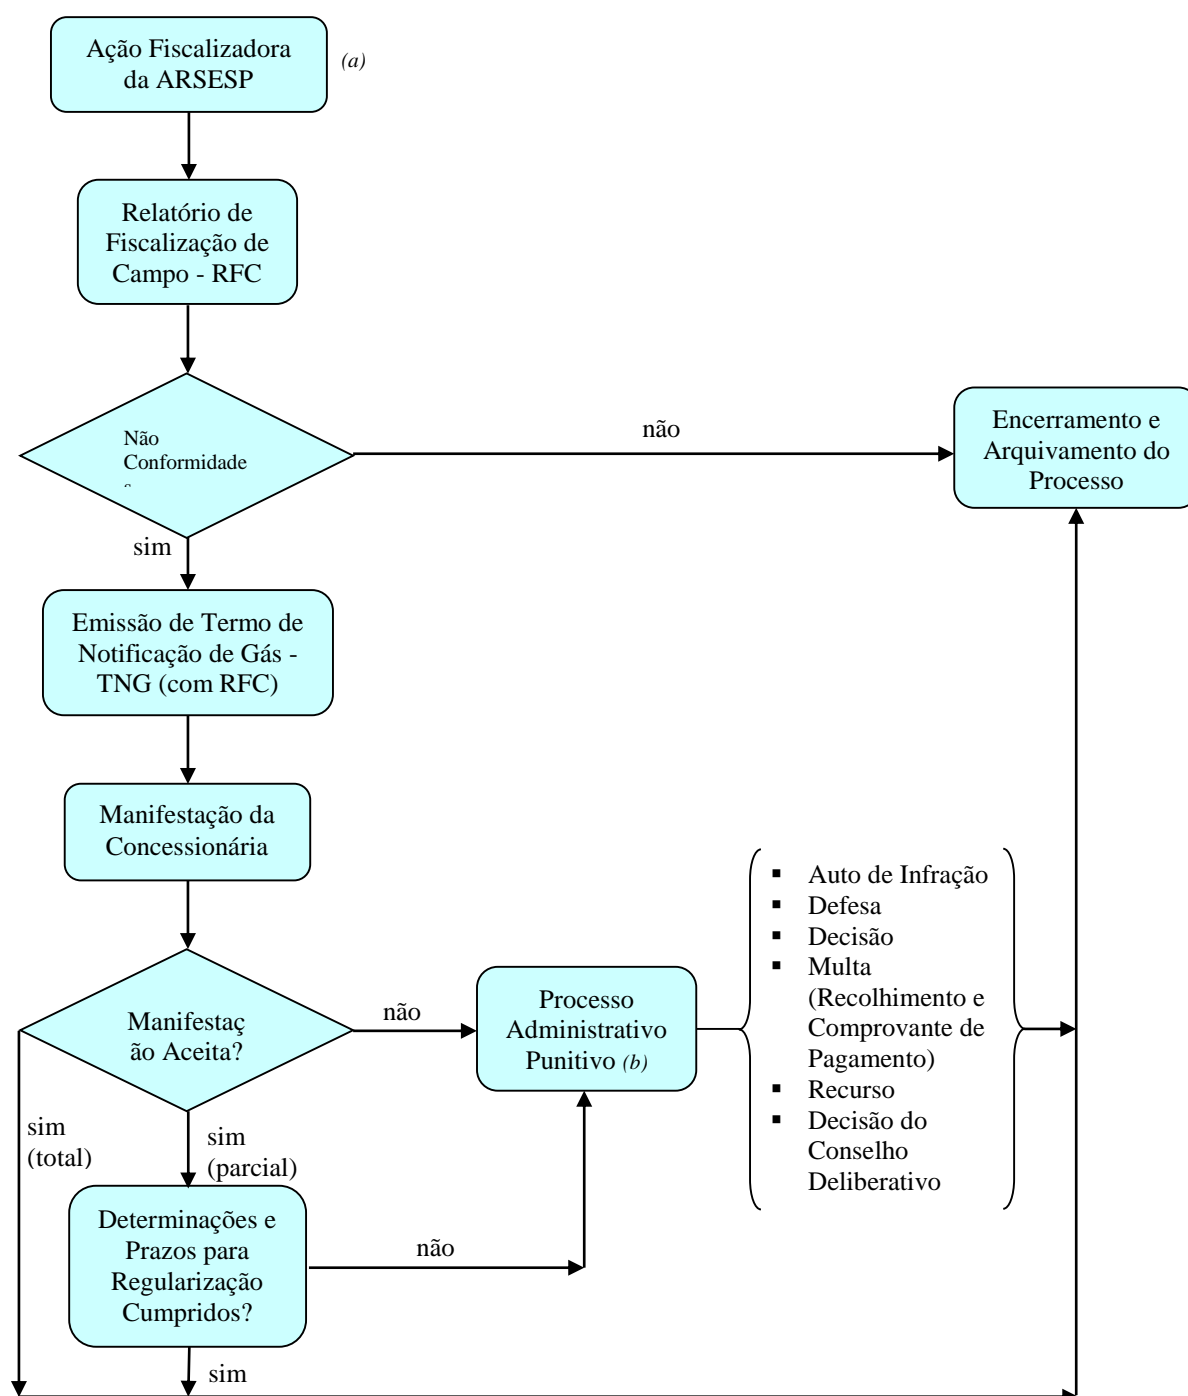 Ação Fiscalizadora
da ARSESP
(a)
Relatório de
Fiscalização de
Campo - RFC
Não
Conformidade
não
Encerramento e
Arquivamento do
Processo
sim
Emissão de Termo de
Notificação de Gás -
TNG (com RFC)
Manifestação da
Concessionária
Manifestaç
ão Aceita?
não
Processo
Administrativo
Punitivo (b)
▪ Auto de Infração
▪ Defesa
▪ Decisão
▪ Multa
(Recolhimento e
Comprovante de
Pagamento)
▪ Recurso
▪ Decisão do
Conselho
Deliberativo
sim
(total)
sim
(parcial)
Determinações e
Prazos para
Regularização
Cumpridos?
não
sim